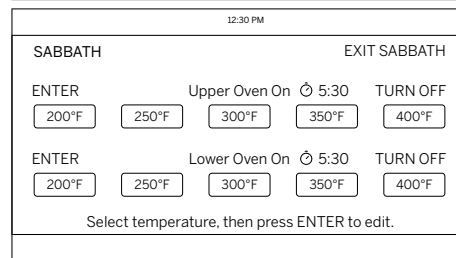 12:30 PM
SABBATH EXIT SABBATH
ENTER Upper Oven On 5:30 TURN OFF
200°F 250°F 300°F 350°F 400°F
ENTER Lower Oven On 5:30 TURN OFF
200°F 250°F 300°F 350°F 400°F
Select temperature, then press ENTER to edit.